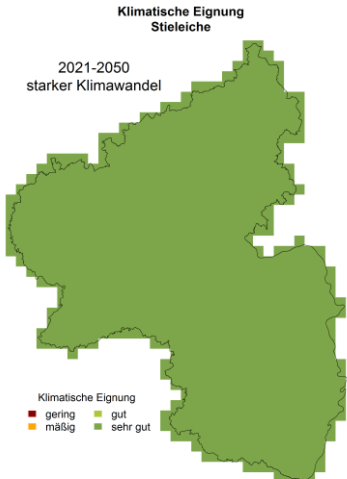 Klimatische Eignung
Stieleiche
2021-2050
starker Klimawandel
Klimatische Eignung
gering gut
mäßig sehr gut